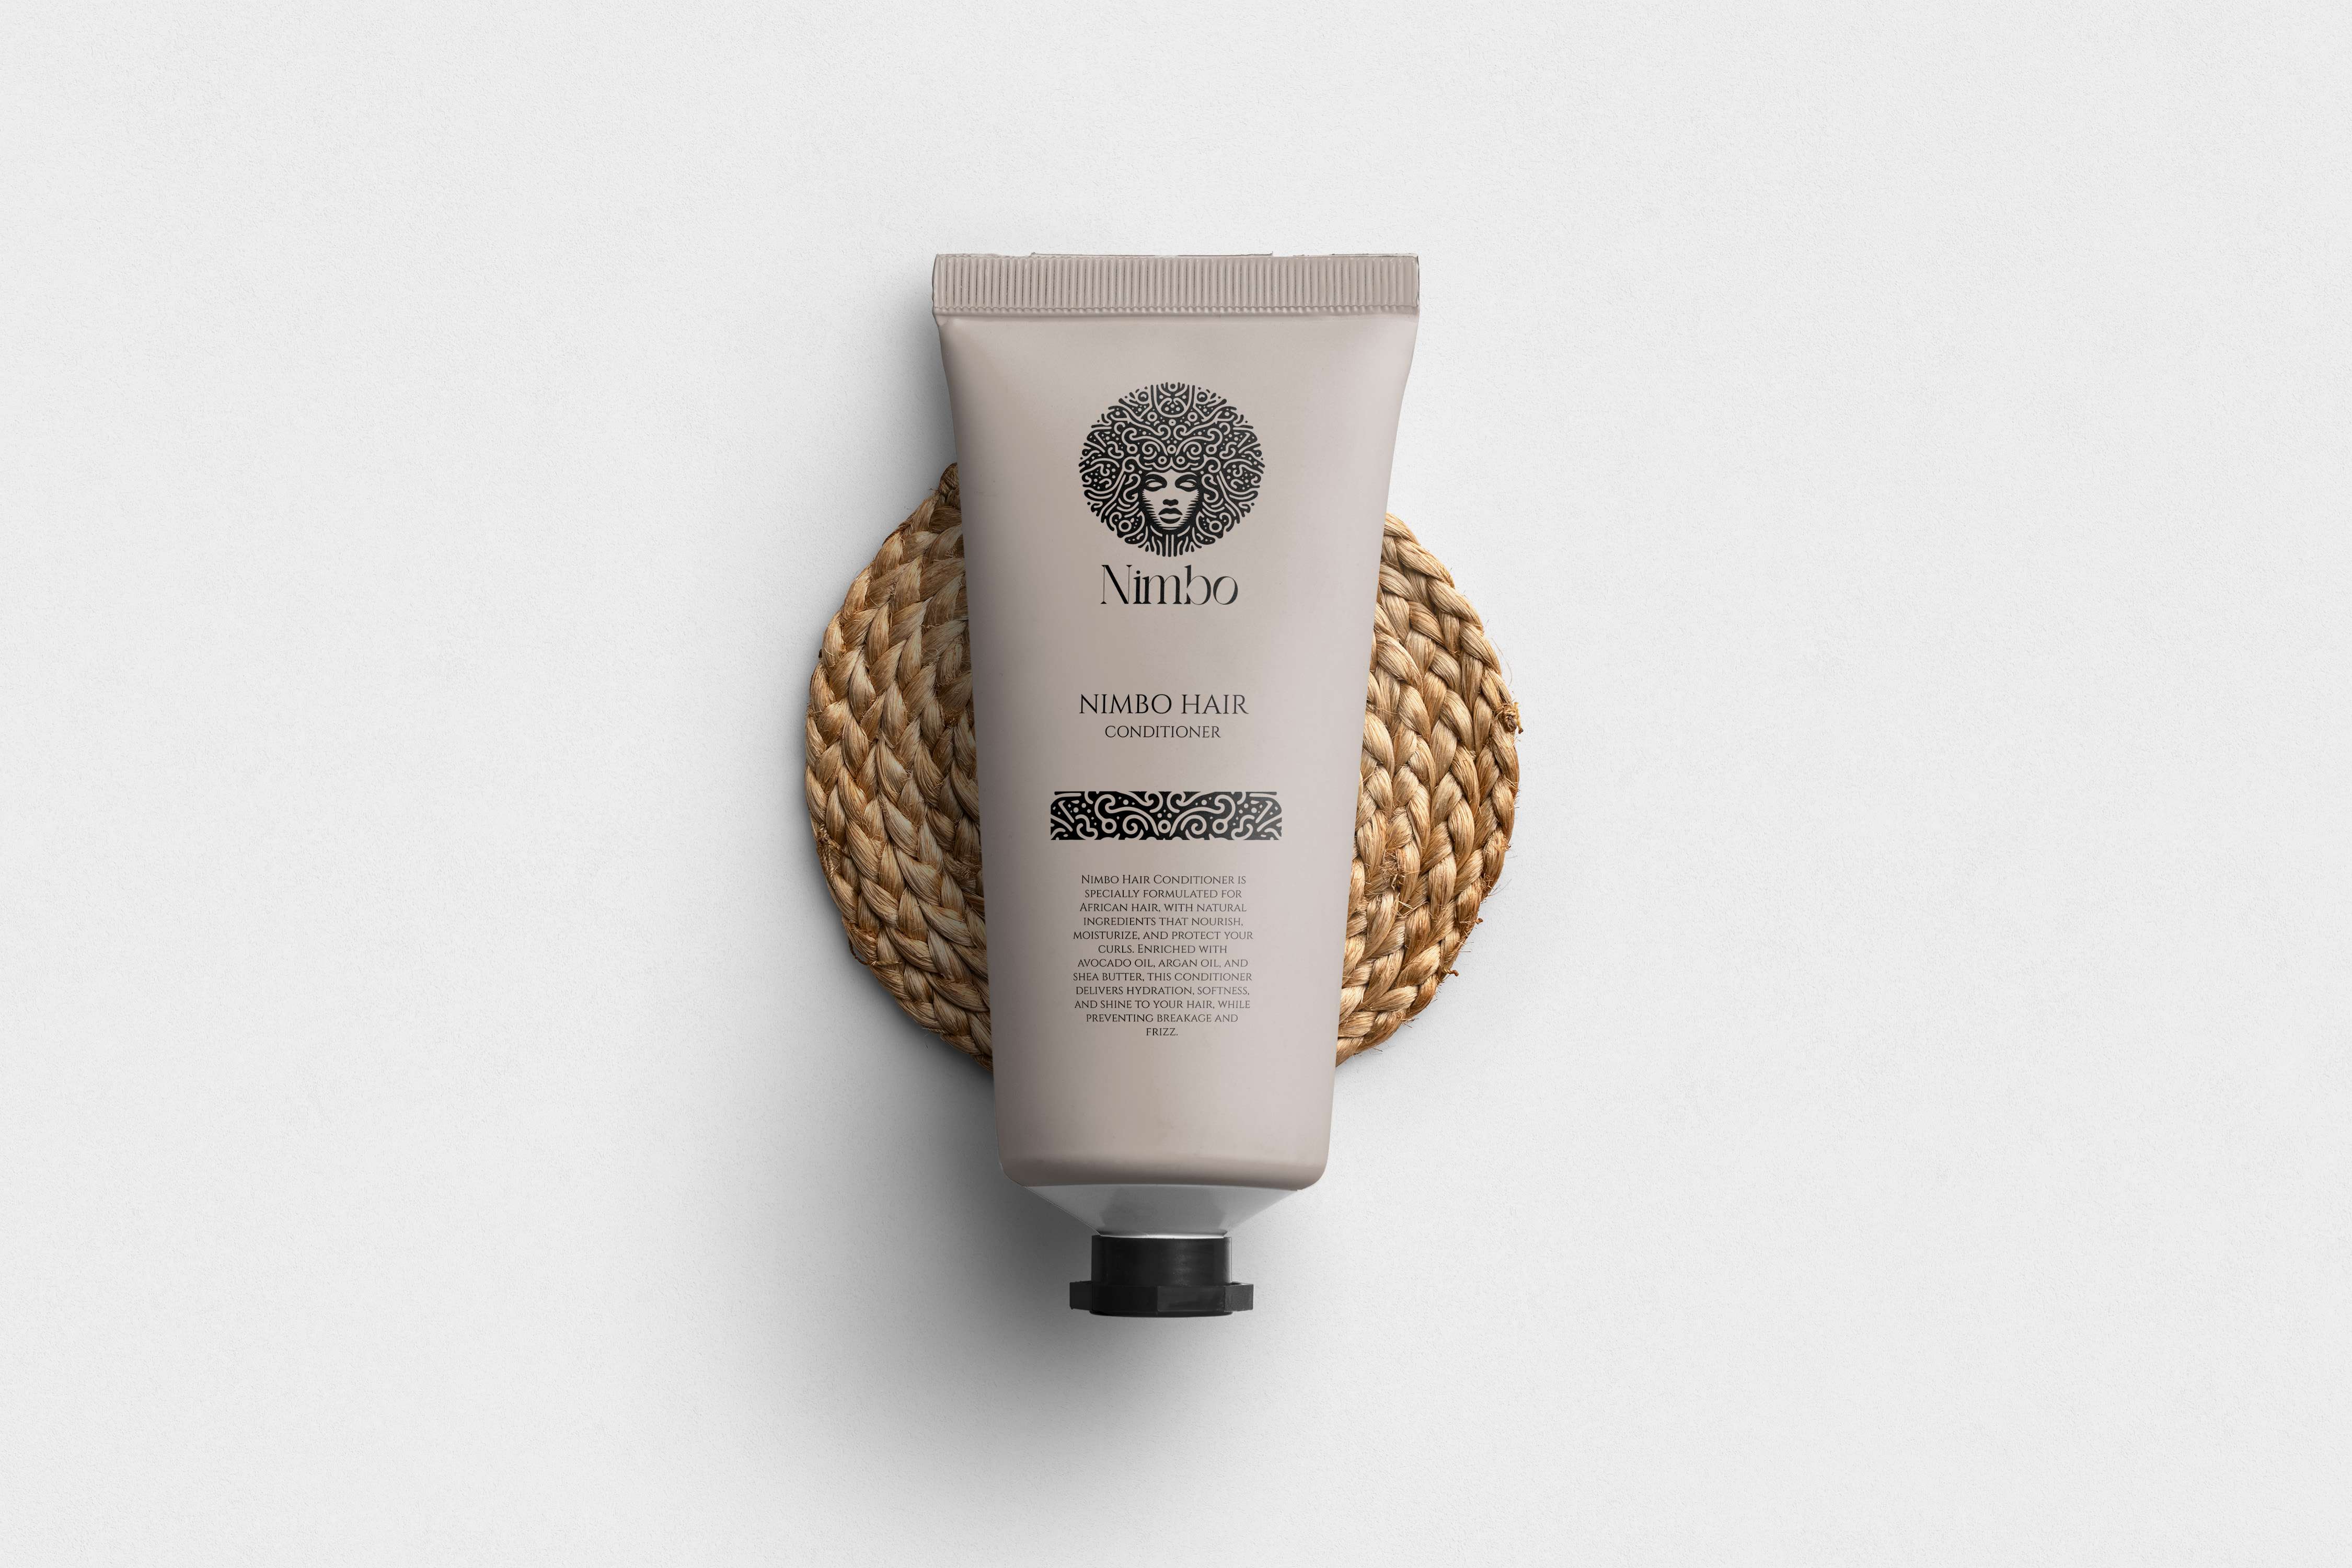 Nimbo
NIMBO HAIR
CONDITIONER
Nimbo Hair Conditioner is
specially formulated for
African hair, with natural
ingredients that nourish,
moisturize, and protect your
curls. Enriched with
avocado oil, argan oil, and
shea butter, this conditioner
delivers hydration, softness,
and shine to your hair, while
preventing breakage and
frizz.